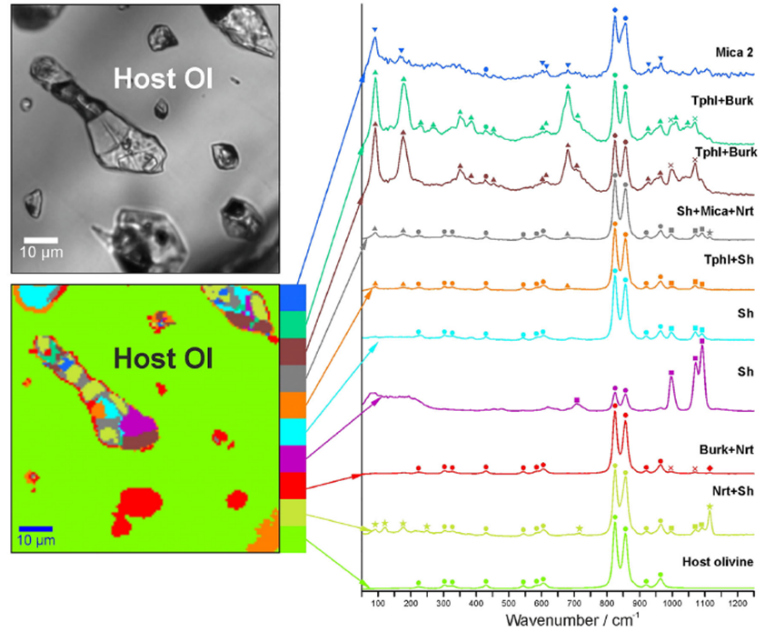 Host Ol
10 μm
Host Ol
10 μm
Mica 2
Tphl+Burk
Tphl+Burk
Sh+Mica+Nrt
Tphl+Sh
Sh
Sh
Burk+Nrt
Nrt+Sh
Host olivine
100 200 300 400 500 600 700 800 900 1000 1100 1200
Wavenumber / cm⁻¹